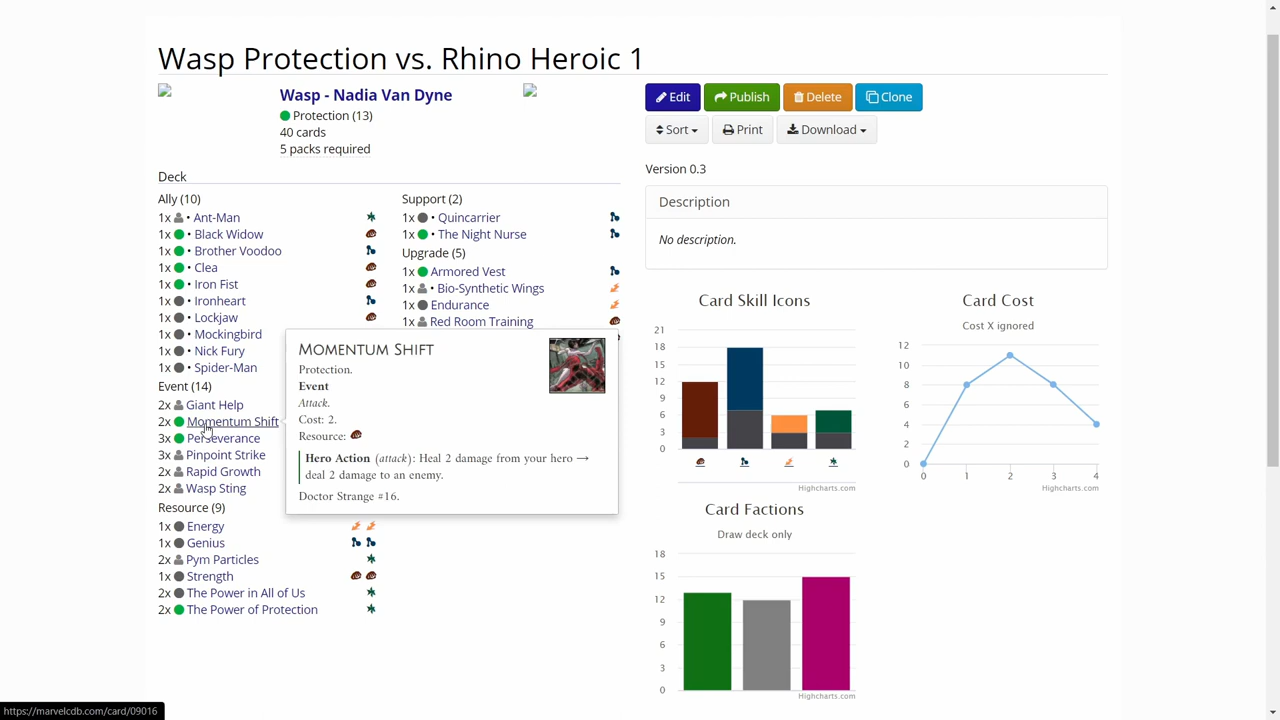 Wasp Protection vs. Rhino Heroic 1
Wasp - Nadia Van Dyne
Protection (13)
40 cards
5 packs required
Edit
Publish
Delete
Clone
Sort
Print
Download
Version 0.3
Description
No description.
Deck
Ally (10)
1x • Ant-Man
1x • Black Widow
1x • Brother Voodoo
1x • Clea
1x • Iron Fist
1x • Ironheart
1x • Lockjaw
1x • Mockingbird
1x • Nick Fury
1x • Spider-Man
Event (14)
2x Giant Help
2x Momentum Shift
3x Perseverance
3x Pinpoint Strike
2x Rapid Growth
2x Wasp Sting
Resource (9)
1x Energy
1x Genius
2x Pym Particles
1x Strength
2x The Power in All of Us
2x The Power of Protection
Support (2)
1x • Quincarrier
1x • The Night Nurse
Upgrade (5)
1x Armored Vest
1x • Bio-Synthetic Wings
1x Endurance
1x Red Room Training
Momentum Shift
Protection.
Event
Attack.
Cost: 2.
Resource:
Hero Action (attack): Heal 2 damage from your hero →
deal 2 damage to an enemy.
Doctor Strange #16.
Card Skill Icons
21
18
15
12
9
6
3
0
Highcharts.com
Card Cost
Cost X ignored
12
10
8
6
4
2
0
0 1 2 3 4
Highcharts.com
Card Factions
Draw deck only
18
15
12
9
6
3
0
Highcharts.com
https://marvelcdb.com/card/09016